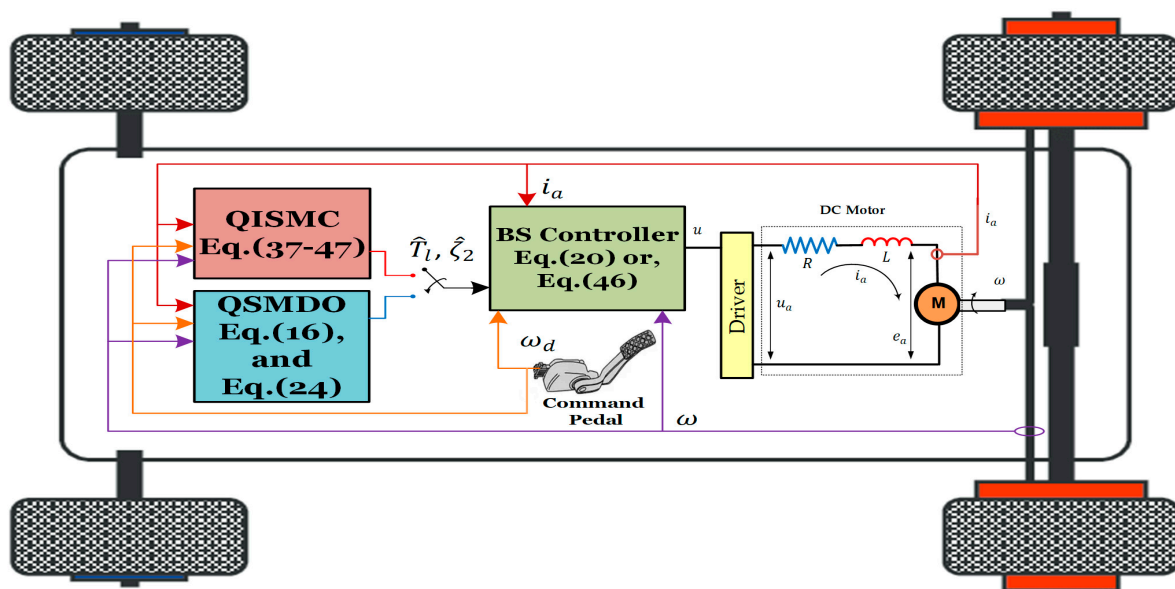 QISMC
Eq.(37-47)
QSMDO
Eq.(16),
and
Eq.(24)
T̂_l, ζ̂_2
i_a
BS Controller
Eq.(20) or,
Eq.(46)
ω_d
Command
Pedal
ω
u
Driver
DC Motor
R
L
i_a
u_a
e_a
M
i_a
ω